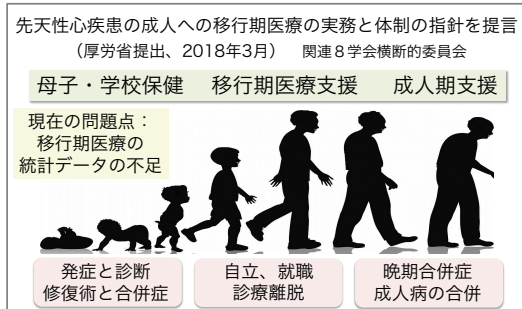 先天性心疾患の成人への移行期医療の実務と体制の指針を提言
（厚労省提出、2018年3月） 関連８学会横断的委員会
母子・学校保健 移行期医療支援 成人期支援
現在の問題点：
移行期医療の
統計データの不足
発症と診断
修復術と合併症
自立、就職
診療離脱
晩期合併症
成人病の合併